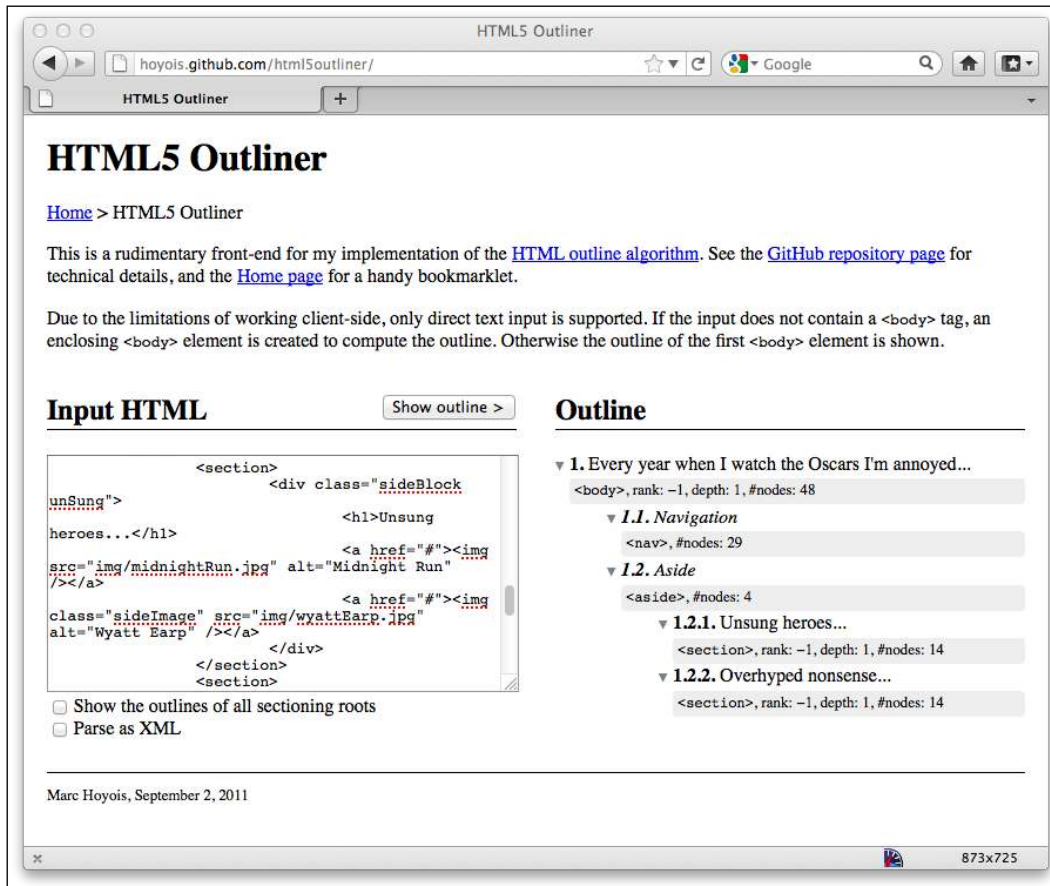 HTML5 Outliner
hoyois.github.com/html5outliner/
Google
HTML5 Outliner
HTML5 Outliner
Home > HTML5 Outliner
This is a rudimentary front-end for my implementation of the HTML outline algorithm. See the GitHub repository page for
technical details, and the Home page for a handy bookmarklet.
Due to the limitations of working client-side, only direct text input is supported. If the input does not contain a <body> tag, an
enclosing <body> element is created to compute the outline. Otherwise the outline of the first <body> element is shown.
Input HTML
Show outline >
<section>
<div class="sideBlock
unSung">
<h1>Unsung
heroes...</h1>
<a href="#"><img
src="img/midnightRun.jpg" alt="Midnight Run"
/></a>
<a href="#"><img
class="sideImage" src="img/wyattEarp.jpg"
alt="Wyatt Earp" /></a>
</div>
</section>
<section>
Show the outlines of all sectioning roots
Parse as XML
Outline
1. Every year when I watch the Oscars I'm annoyed...
<body>, rank: −1, depth: 1, #nodes: 48
1.1. Navigation
<nav>, #nodes: 29
1.2. Aside
<aside>, #nodes: 4
1.2.1. Unsung heroes...
<section>, rank: −1, depth: 1, #nodes: 14
1.2.2. Overhyped nonsense...
<section>, rank: −1, depth: 1, #nodes: 14
Marc Hoyois, September 2, 2011
873x725